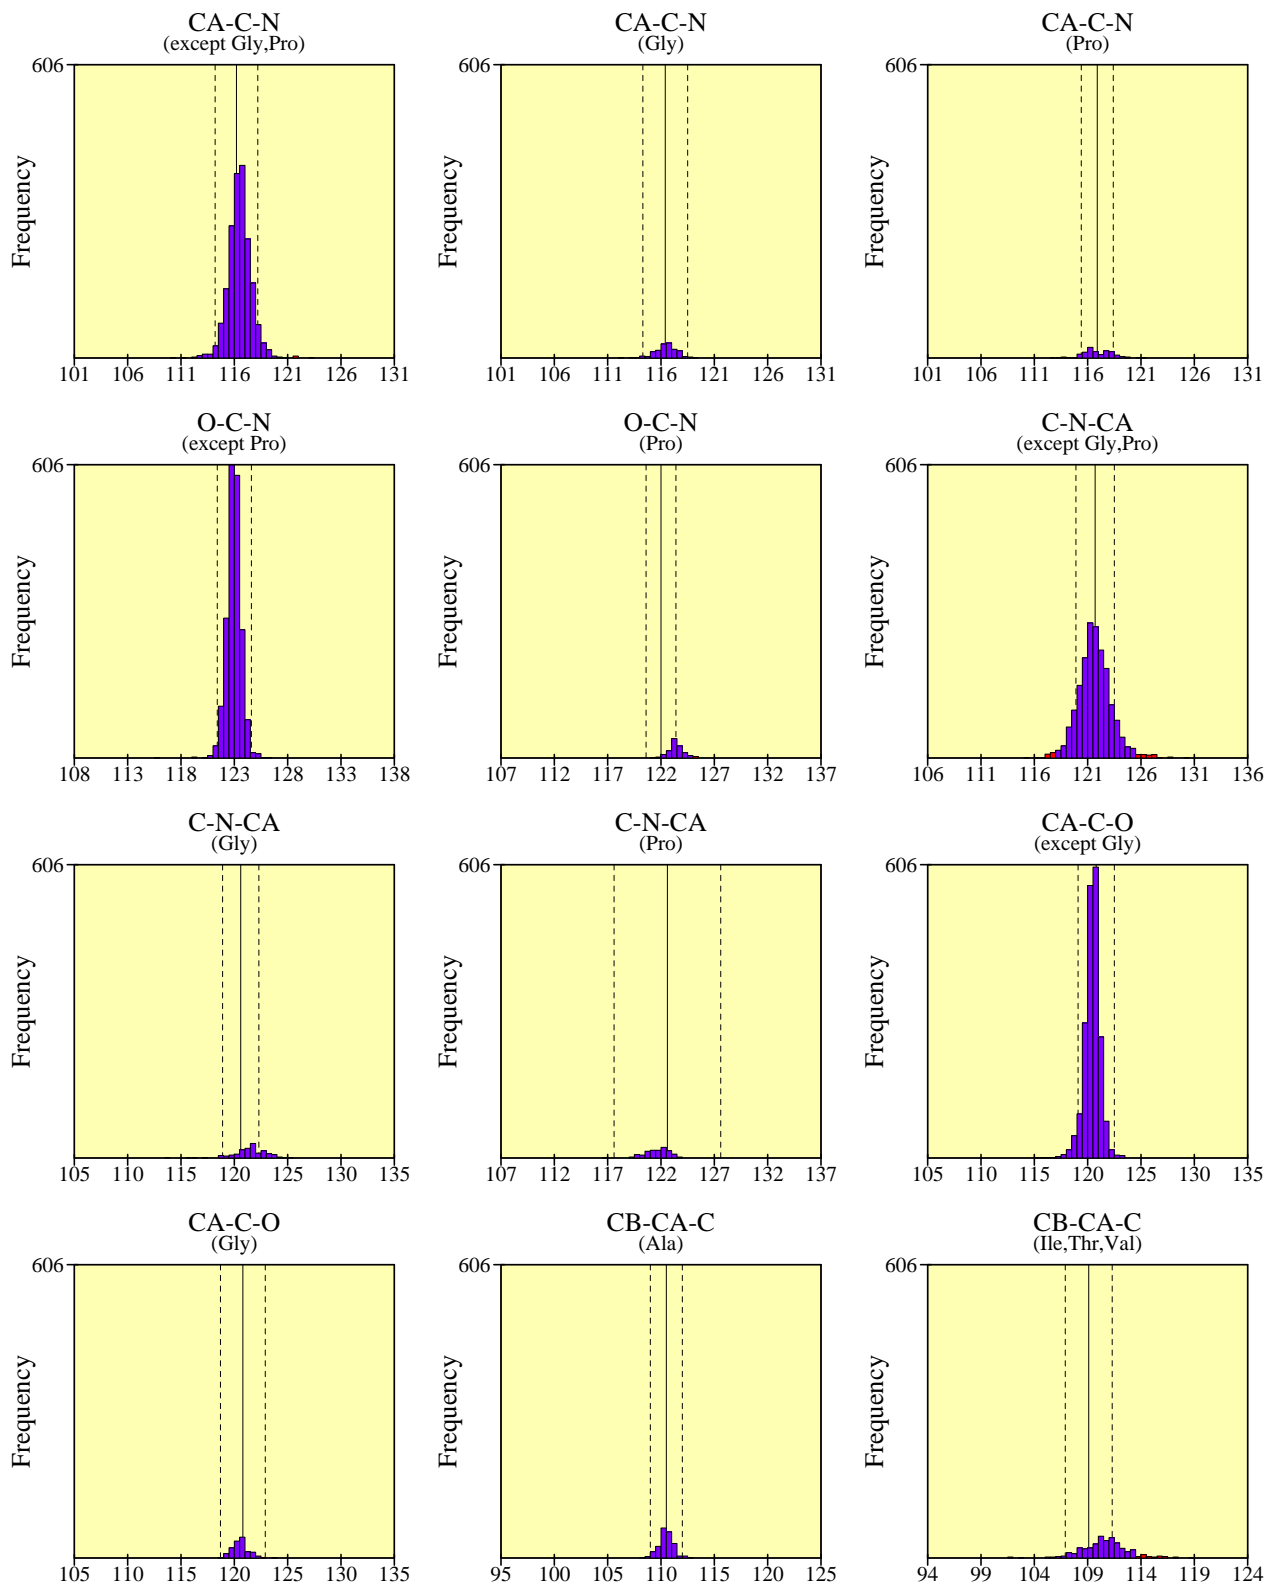 CA-C-N
(except Gly,Pro)
606
Frequency
101 106 111 116 121 126 131
CA-C-N
(Gly)
606
Frequency
101 106 111 116 121 126 131
CA-C-N
(Pro)
606
Frequency
101 106 111 116 121 126 131
O-C-N
(except Pro)
606
Frequency
108 113 118 123 128 133 138
O-C-N
(Pro)
606
Frequency
107 112 117 122 127 132 137
C-N-CA
(except Gly,Pro)
606
Frequency
106 111 116 121 126 131 136
C-N-CA
(Gly)
606
Frequency
105 110 115 120 125 130 135
C-N-CA
(Pro)
606
Frequency
107 112 117 122 127 132 137
CA-C-O
(except Gly)
606
Frequency
105 110 115 120 125 130 135
CA-C-O
(Gly)
606
Frequency
105 110 115 120 125 130 135
CB-CA-C
(Ala)
606
Frequency
95 100 105 110 115 120 125
CB-CA-C
(Ile,Thr,Val)
606
Frequency
94 99 104 109 114 119 124